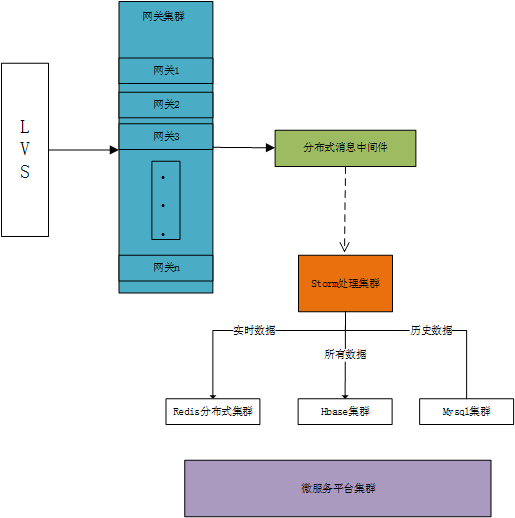 LVS
网关集群
网关1
网关2
网关3
网关n
分布式消息中间件
Storm处理集群
实时数据
所有数据
历史数据
Redis分布式集群
Hbase集群
Mysql集群
微服务平台集群